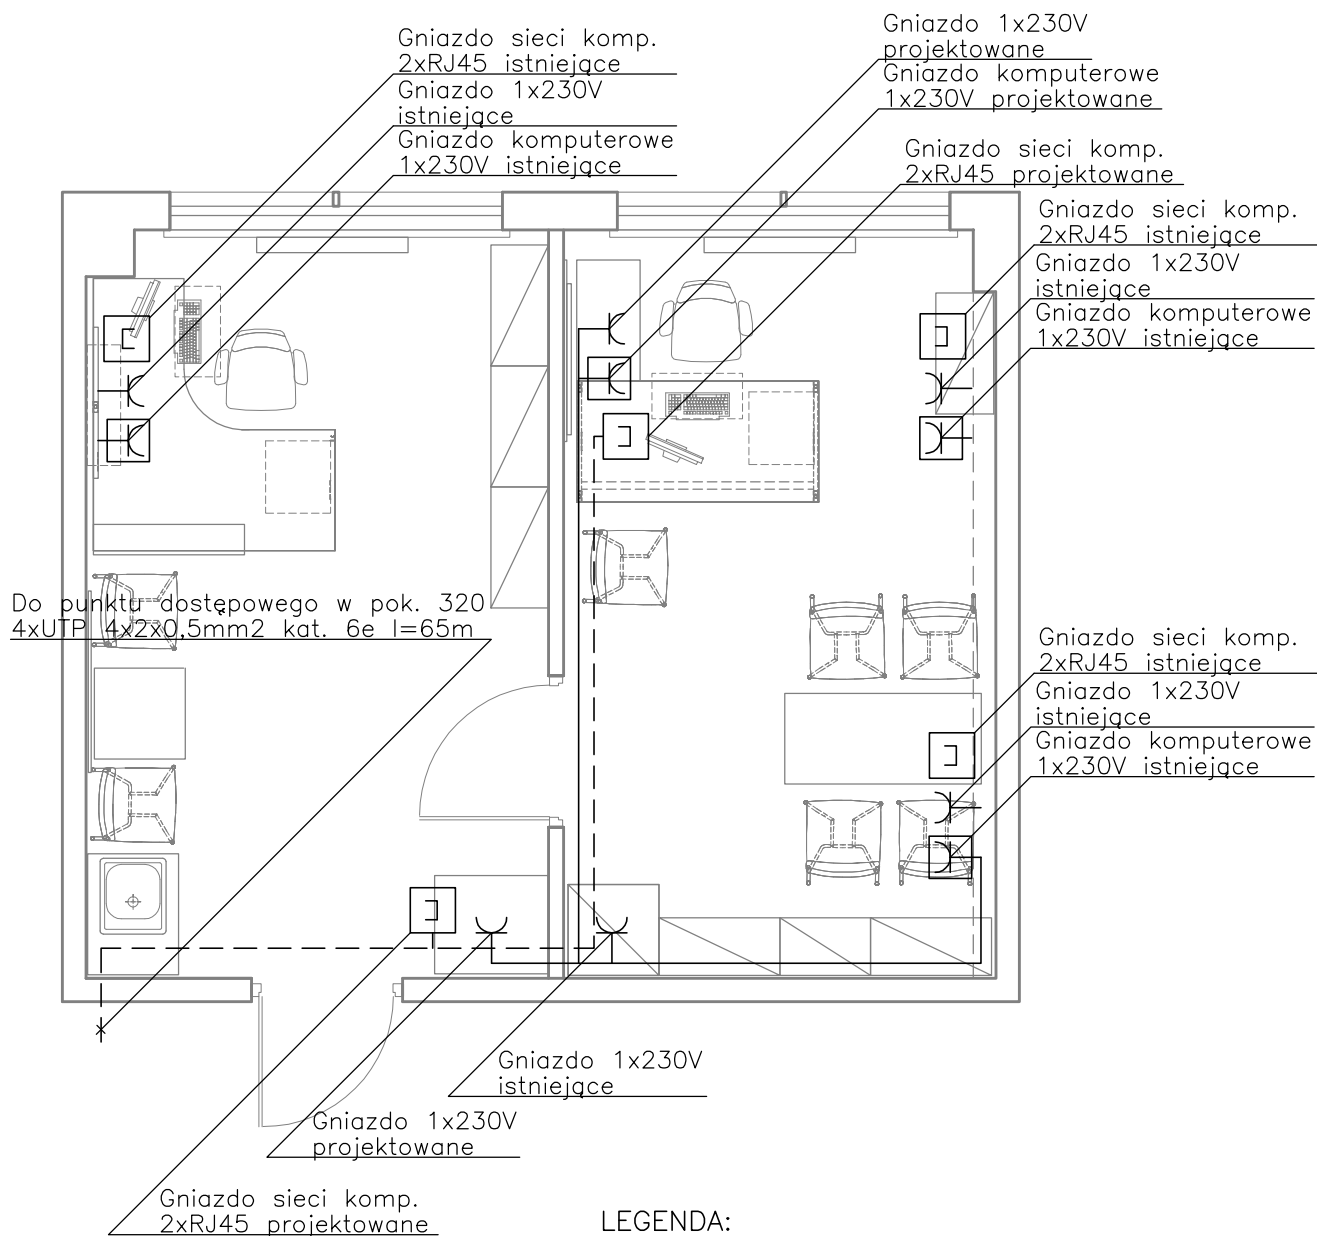 Gniazdo sieci komp.
2xRJ45 istniejące
Gniazdo 1x230V
istniejące
Gniazdo komputerowe
1x230V istniejące
Gniazdo 1x230V
projektowane
Gniazdo komputerowe
1x230V projektowane
Gniazdo sieci komp.
2xRJ45 projektowane
Gniazdo sieci komp.
2xRJ45 istniejące
Gniazdo 1x230V
istniejące
Gniazdo komputerowe
1x230V istniejące
Do punktu dostępowego w pok. 320
4xUTP 4x2x0,5mm2 kat. 6e l=65m
Gniazdo sieci komp.
2xRJ45 istniejące
Gniazdo 1x230V
istniejące
Gniazdo komputerowe
1x230V istniejące
Gniazdo 1x230V
istniejące
Gniazdo 1x230V
projektowane
Gniazdo sieci komp.
2xRJ45 projektowane
LEGENDA: